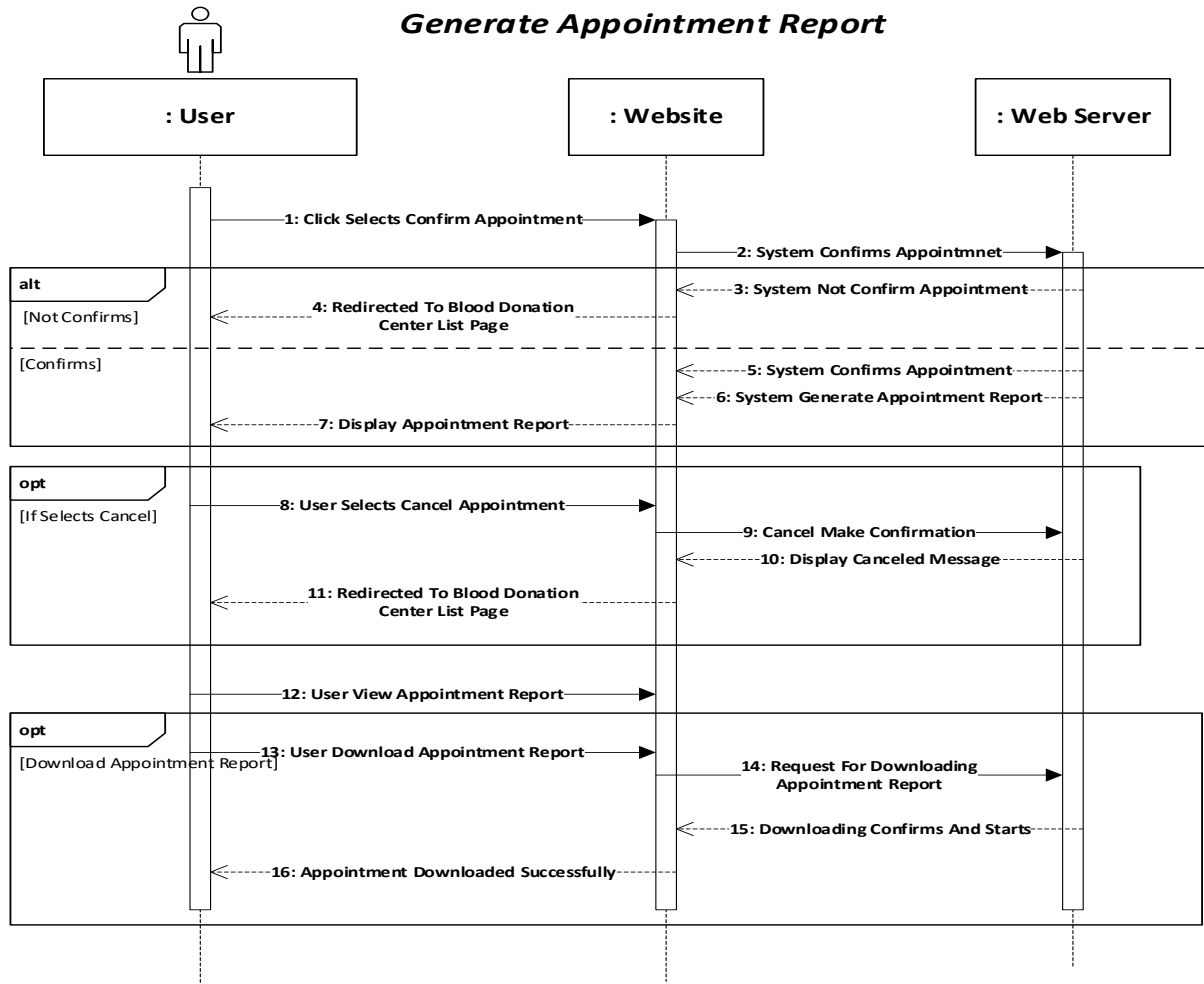 Generate Appointment Report
: User
: Website
: Web Server
1: Click Selects Confirm Appointment
2: System Confirms Appointmnet
alt
3: System Not Confirm Appointment
[Not Confirms]
4: Redirected To Blood Donation
Center List Page
[Confirms]
5: System Confirms Appointment
6: System Generate Appointment Report
7: Display Appointment Report
opt
8: User Selects Cancel Appointment
[If Selects Cancel]
9: Cancel Make Confirmation
10: Display Canceled Message
11: Redirected To Blood Donation
Center List Page
12: User View Appointment Report
opt
13: User Download Appointment Report
[Download Appointment Report]
14: Request For Downloading
Appointment Report
15: Downloading Confirms And Starts
16: Appointment Downloaded Successfully